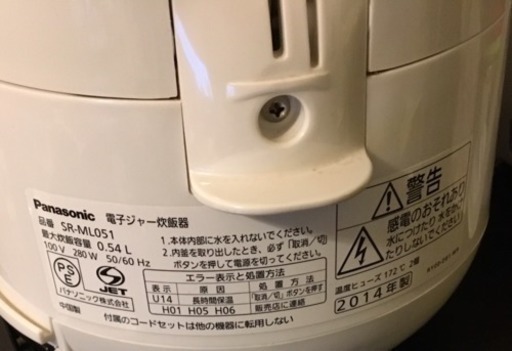 Panasonic 電子ジャー炊飯器
品番 SR-ML051
最大炊飯容量 0.54 L
100 V 280 W 50/60 Hz
PSE
JET
パナソニック株式会社
中国製
1.本体内部に水を入れないでください。
2.内釜を取り出したとき、必ず「取消/切」
ボタンを押して電源を切ってください。
エラー表示と処置方法
表示 原因 処置方法
U14 長時間保温 「取消/切」ボタンを押す
H01 H05 H06 販売店に連絡
付属のコードセットは他の機器に転用しない
警告
感電のおそれあり
水につけたり水をか
けたりしない
温度ヒューズ 172℃ 2個
2014年製